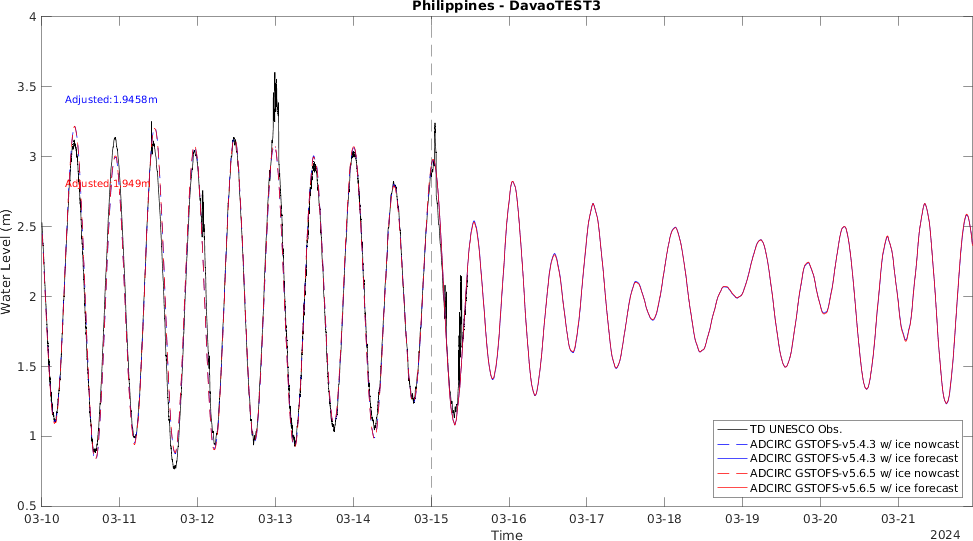 Philippines - DavaoTEST3
4
3.5
3
2.5
2
1.5
1
0.5
Water Level (m)
Adjusted:1.9458m
Adjusted:1.949m
TD UNESCO Obs.
ADCIRC GSTOFS-v5.4.3 w/ ice nowcast
ADCIRC GSTOFS-v5.4.3 w/ ice forecast
ADCIRC GSTOFS-v5.6.5 w/ ice nowcast
ADCIRC GSTOFS-v5.6.5 w/ ice forecast
03-10 03-11 03-12 03-13 03-14 03-15 03-16 03-17 03-18 03-19 03-20 03-21
Time
2024